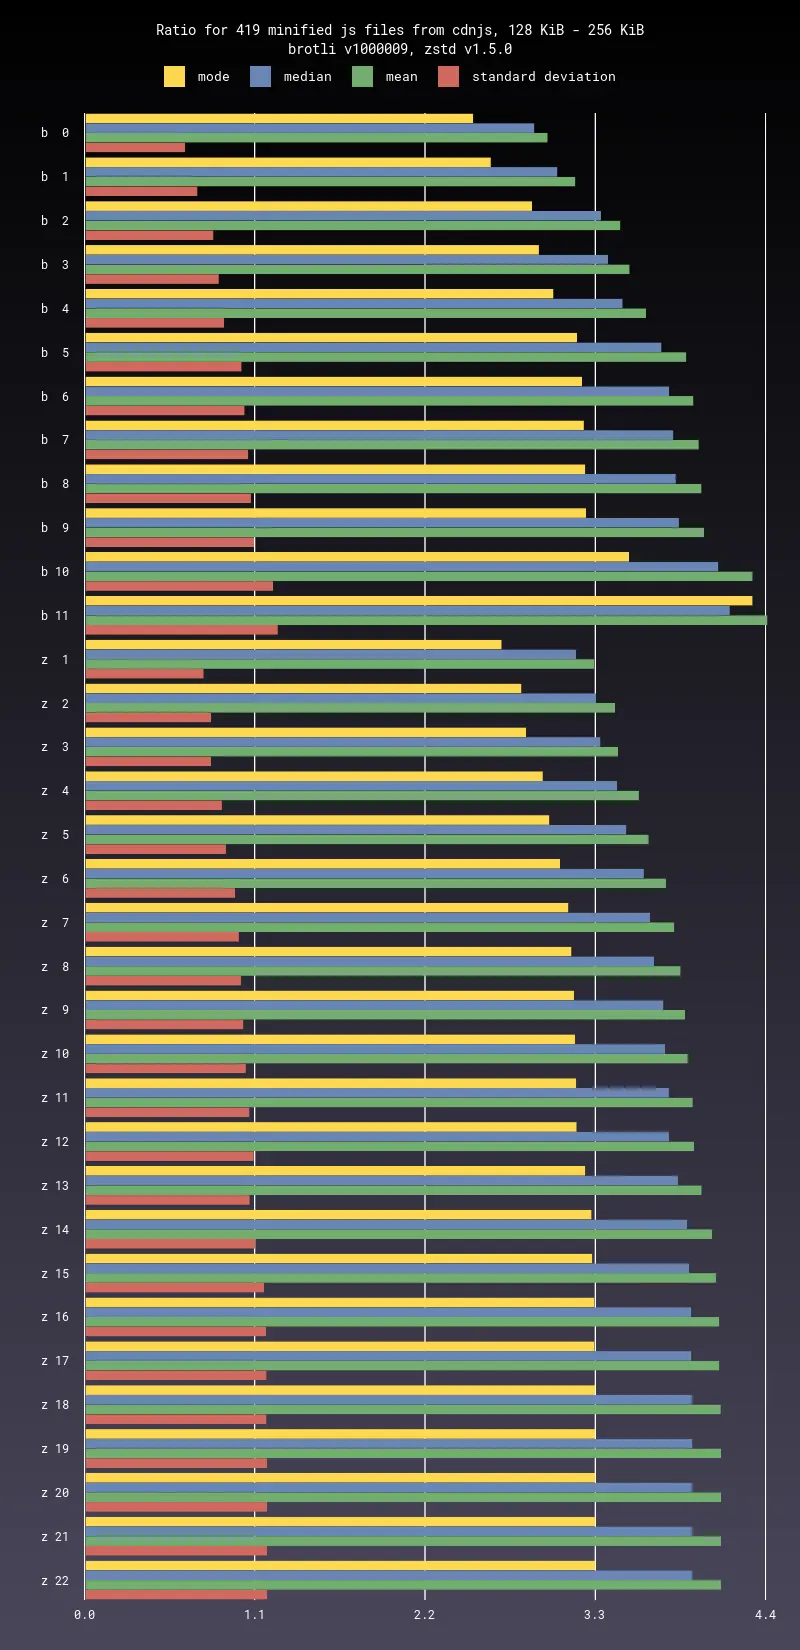 Ratio for 419 minified js files from cdnjs, 128 KiB - 256 KiB
brotli v1000009, zstd v1.5.0
mode median mean standard deviation
b 0
b 1
b 2
b 3
b 4
b 5
b 6
b 7
b 8
b 9
b 10
b 11
z 1
z 2
z 3
z 4
z 5
z 6
z 7
z 8
z 9
z 10
z 11
z 12
z 13
z 14
z 15
z 16
z 17
z 18
z 19
z 20
z 21
z 22
0.0 1.1 2.2 3.3 4.4